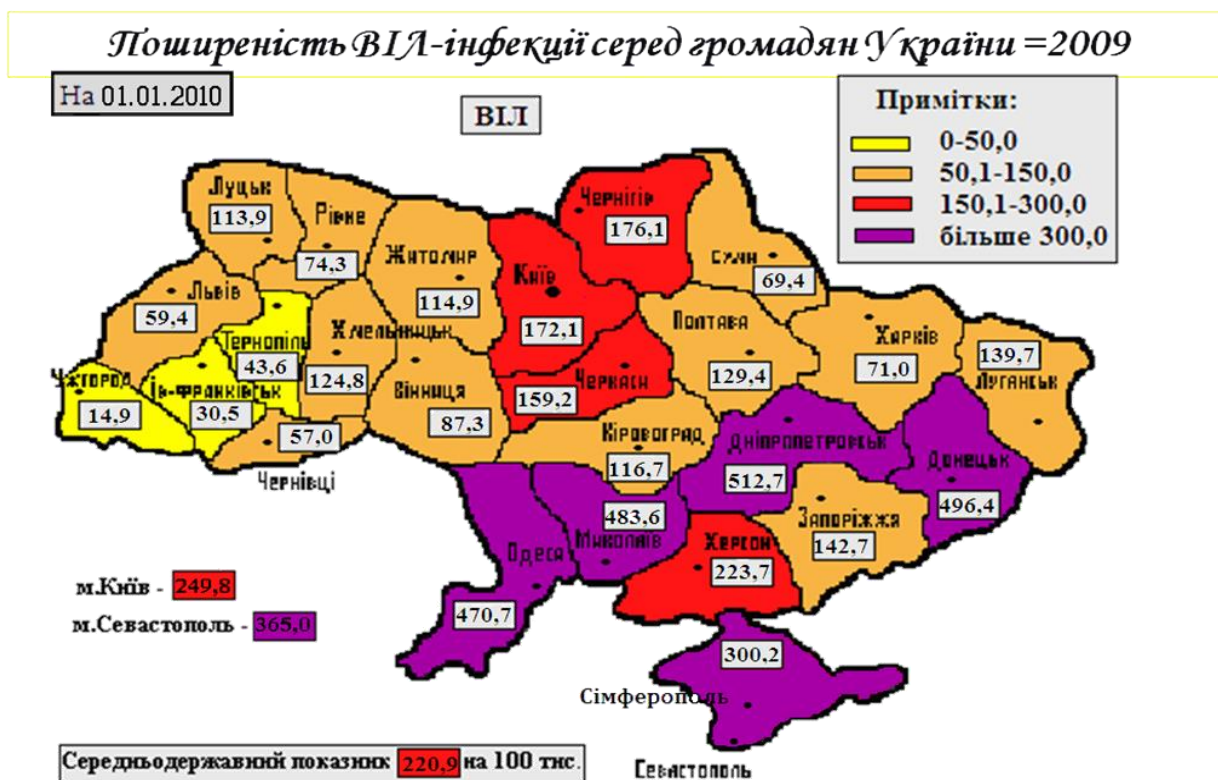 Поширеність ВІЛ-інфекції серед громадян України =2009
На 01.01.2010
ВІЛ
Примітки:
0-50,0
50,1-150,0
150,1-300,0
більше 300,0
Луцьк
113,9
Рівне
74,3
Житомир
114,9
Київ
172,1
Чернігів
176,1
Суми
69,4
Львів
59,4
Тернопіль
43,6
Хмельницьк
124,8
Вінниця
87,3
Черкаси
159,2
Полтава
129,4
Харків
71,0
139,7
Луганськ
Ужгород
14,9
Ів-Франківськ
30,5
57,0
Чернівці
Кіровоград
116,7
Дніпропетровськ
512,7
Донецьк
496,4
Запоріжжя
142,7
483,6
Миколаїв
Херсон
223,7
Одеса
470,7
300,2
Сімферополь
Севастополь
м.Київ - 249,8
м.Севастополь - 365,0
Середньодержавний показник 220,9 на 100 тис.